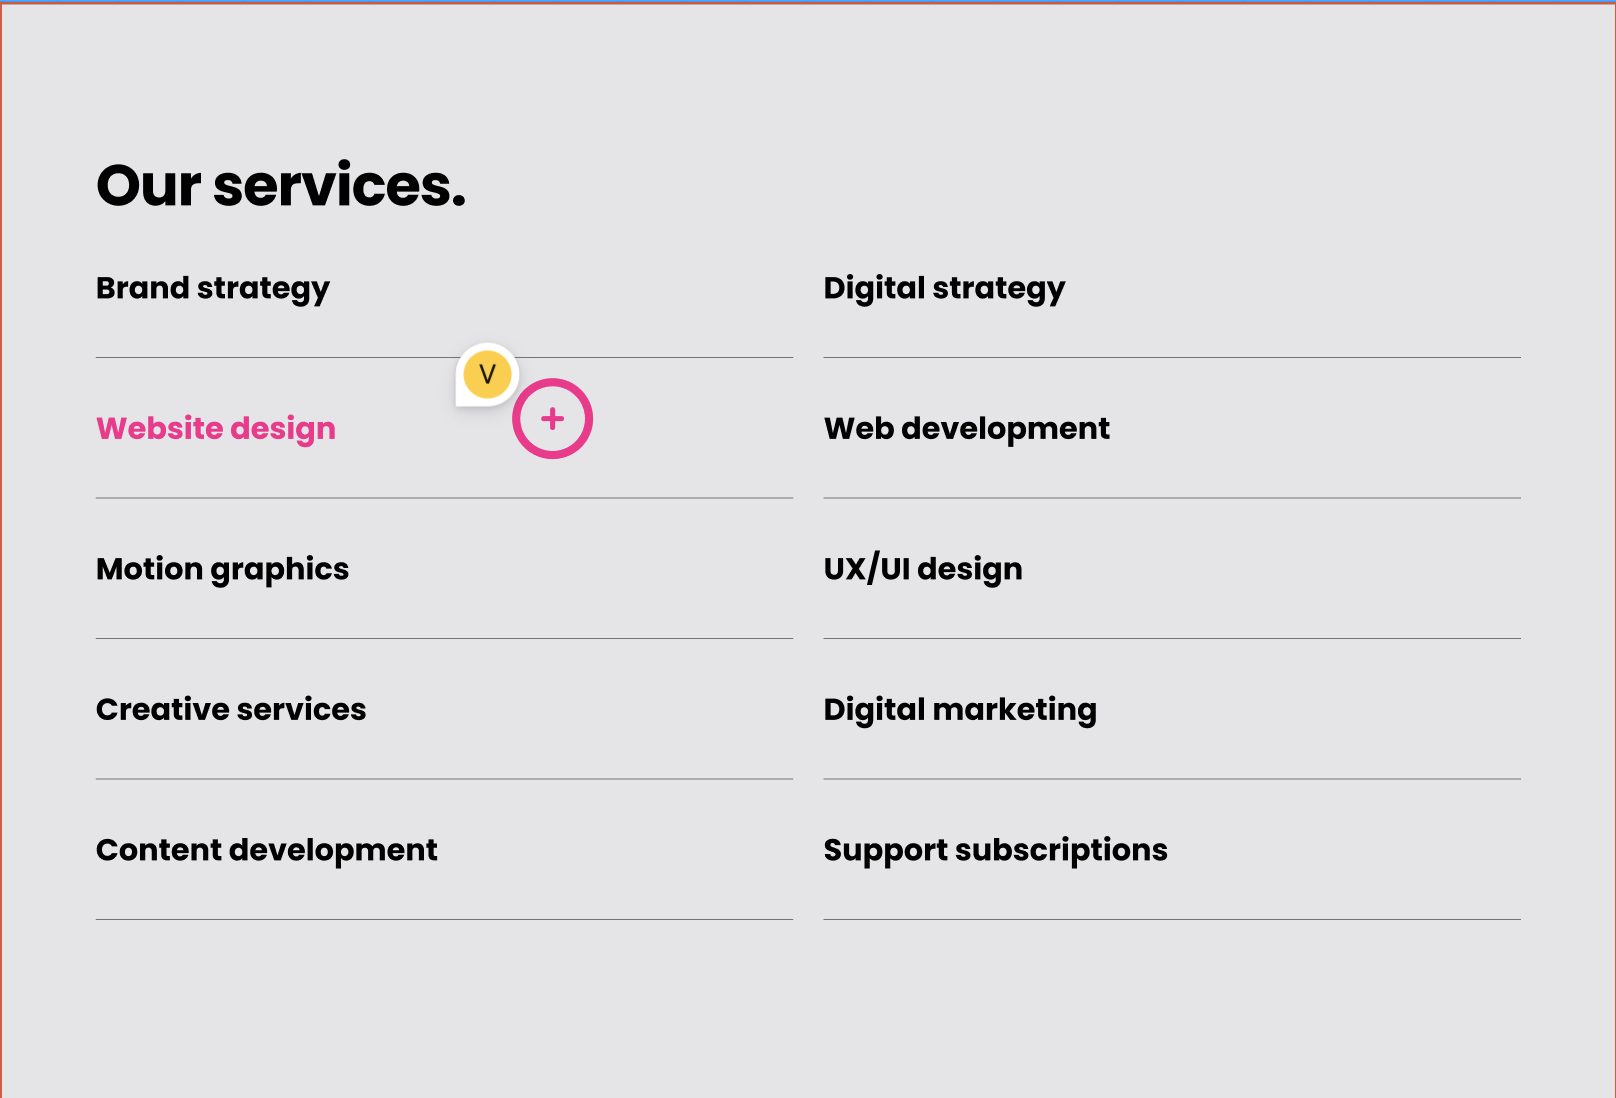 Our services.
Brand strategy
Digital strategy
V
Website design
Web development
Motion graphics
UX/UI design
Creative services
Digital marketing
Content development
Support subscriptions